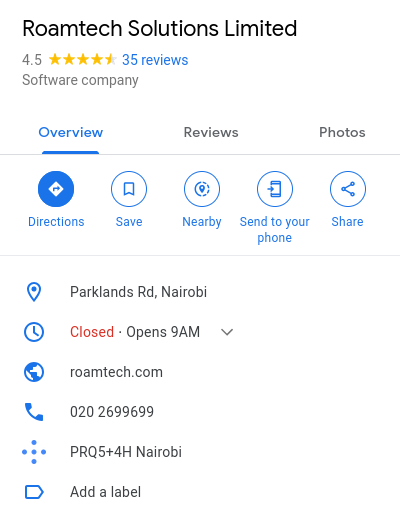 Roamtech Solutions Limited
4.5 35 reviews
Software company
Overview Reviews Photos
Directions Save Nearby Send to your phone Share
Parklands Rd, Nairobi
Closed · Opens 9AM
roamtech.com
020 2699699
PRQ5+4H Nairobi
Add a label